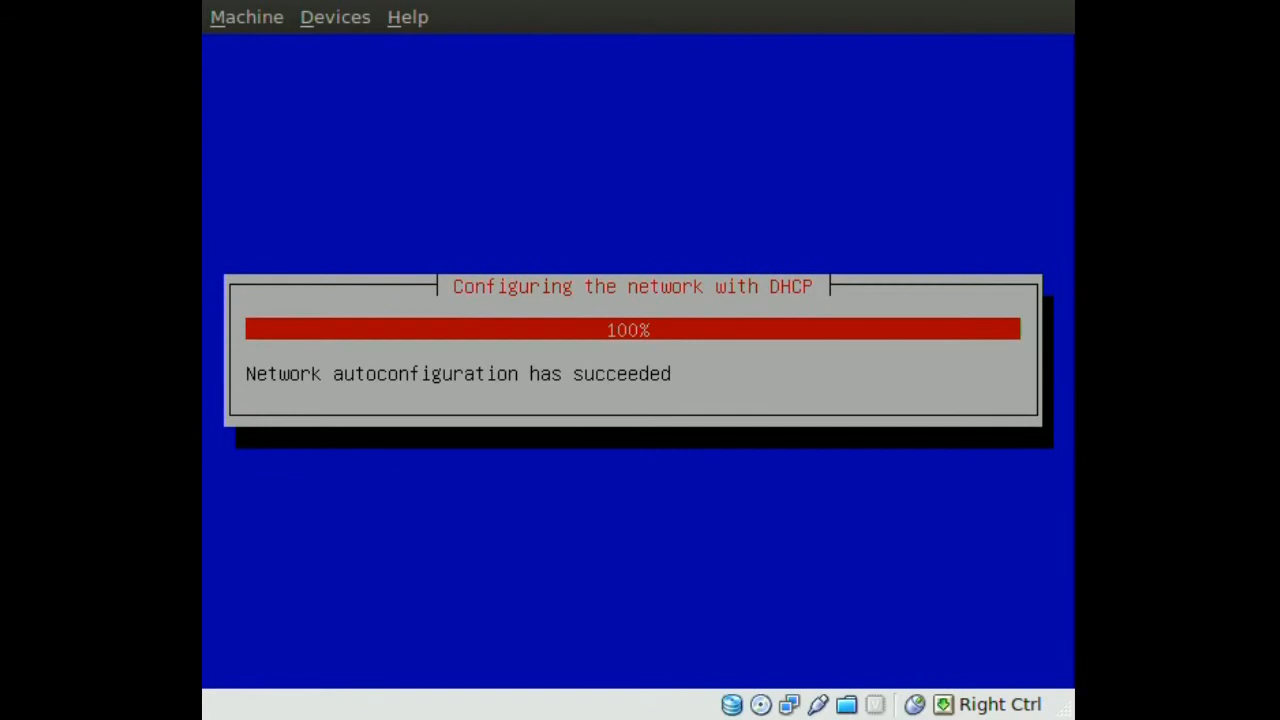 Machine Devices Help
Configuring the network with DHCP
100%
Network autoconfiguration has succeeded
Right Ctrl